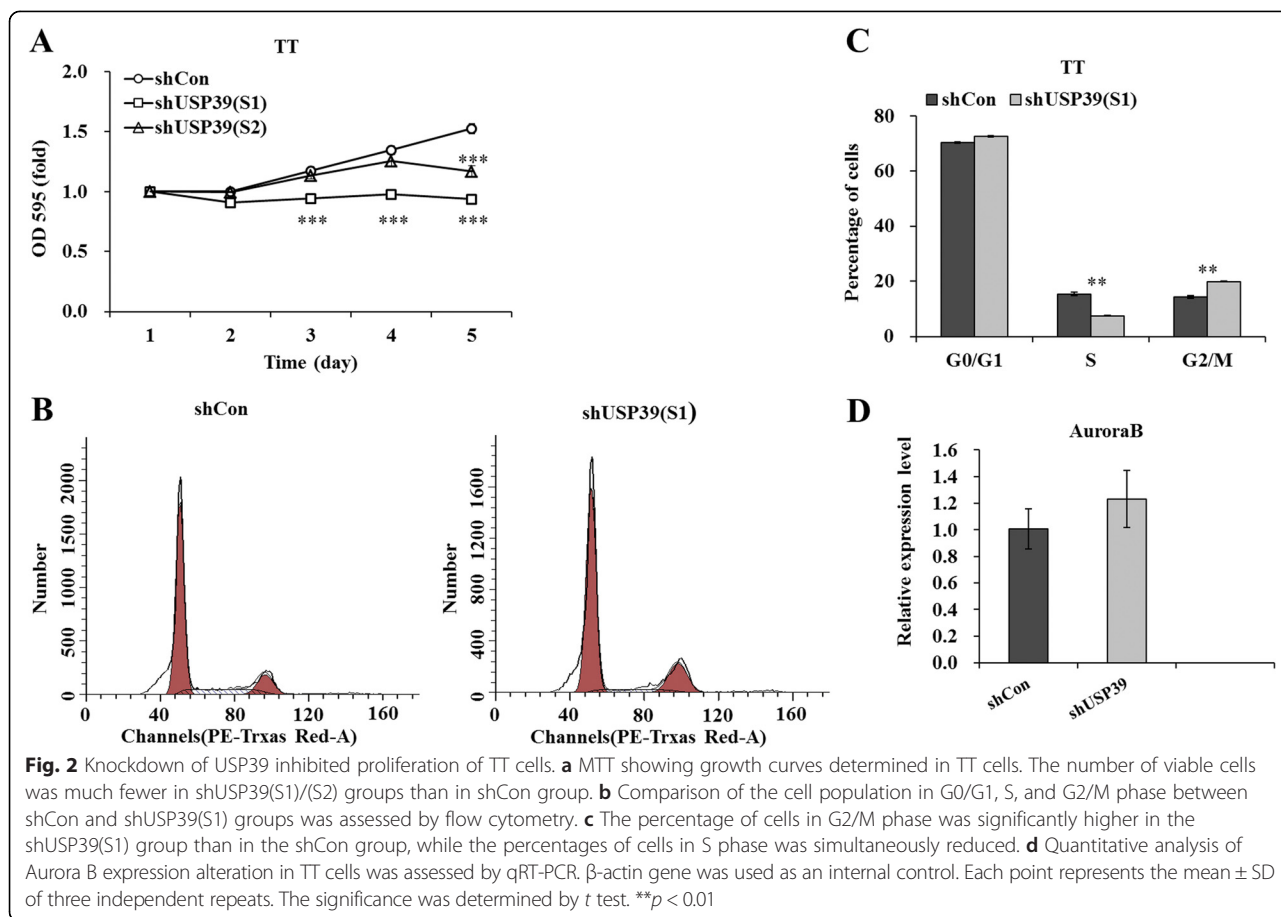 A
TT
2.0
1.5
1.0
0.5
0.0
OD 595 (fold)
shCon
shUSP39(S1)
shUSP39(S2)
***
***
***
***
1
2
3
4
5
Time (day)
C
TT
shCon
shUSP39(S1)
80
60
40
20
0
Percentage of cells
**
**
G0/G1
S
G2/M
B
shCon
2000
1500
1000
500
0
Number
0
40
80
120
160
Channels(PE-Trxas Red-A)
shUSP39(S1)
1600
1200
800
400
0
Number
0
40
80
120
160
Channels(PE-Trxas Red-A)
D
AuroraB
1.6
1.4
1.2
1.0
0.8
0.6
0.4
0.2
0.0
Relative expression level
shCon
shUSP39
Fig. 2 Knockdown of USP39 inhibited proliferation of TT cells. a MTT showing growth curves determined in TT cells. The number of viable cells
was much fewer in shUSP39(S1)/(S2) groups than in shCon group. b Comparison of the cell population in G0/G1, S, and G2/M phase between
shCon and shUSP39(S1) groups was assessed by flow cytometry. c The percentage of cells in G2/M phase was significantly higher in the
shUSP39(S1) group than in the shCon group, while the percentages of cells in S phase was simultaneously reduced. d Quantitative analysis of
Aurora B expression alteration in TT cells was assessed by qRT-PCR. β-actin gene was used as an internal control. Each point represents the mean ± SD
of three independent repeats. The significance was determined by t test. **p < 0.01